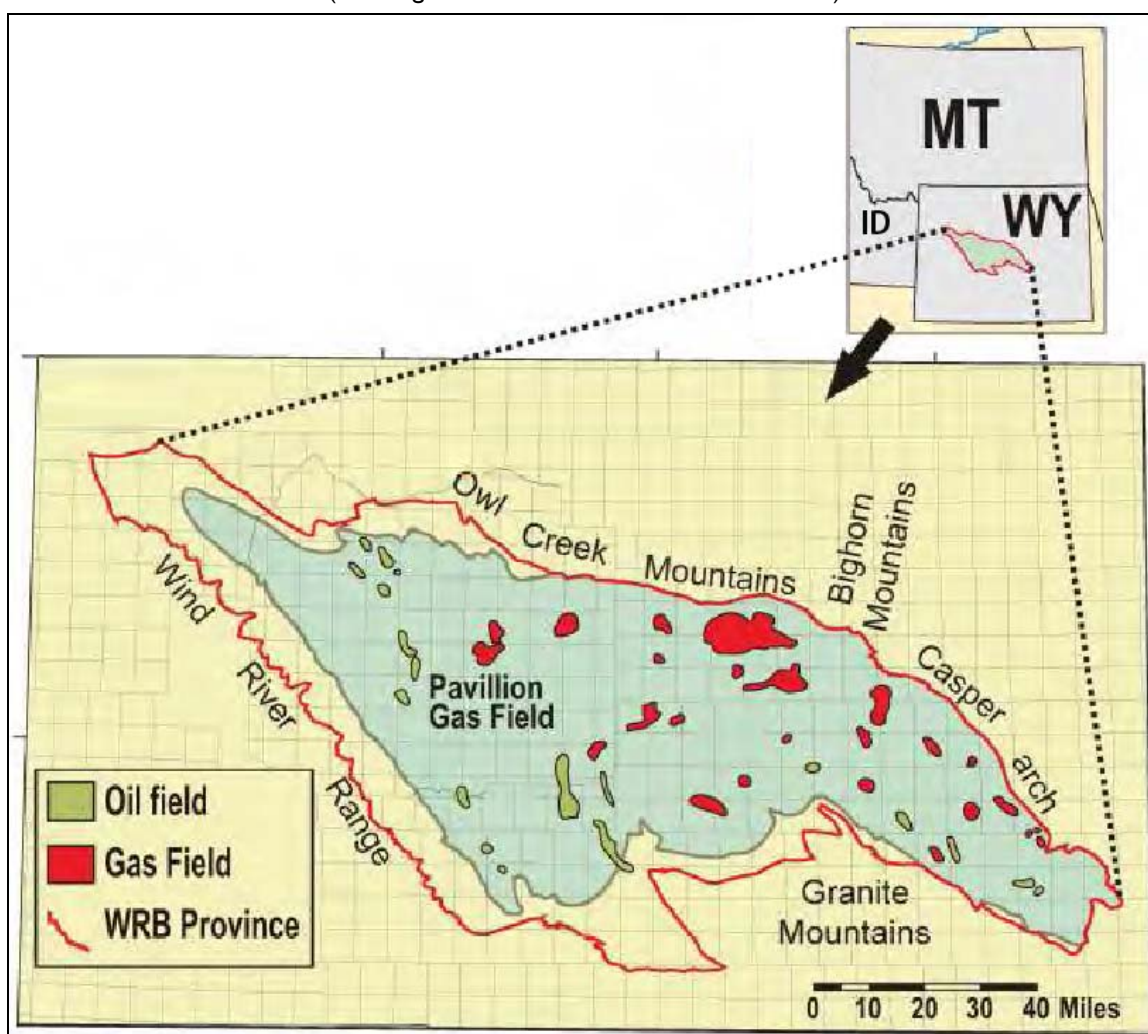 MT
ID
WY
Owl
Creek
Mountains
Bighorn
Mountains
Casper
arch
Wind
River
Range
Pavillion
Gas Field
Granite
Mountains
Oil field
Gas Field
WRB Province
0 10 20 30 40 Miles